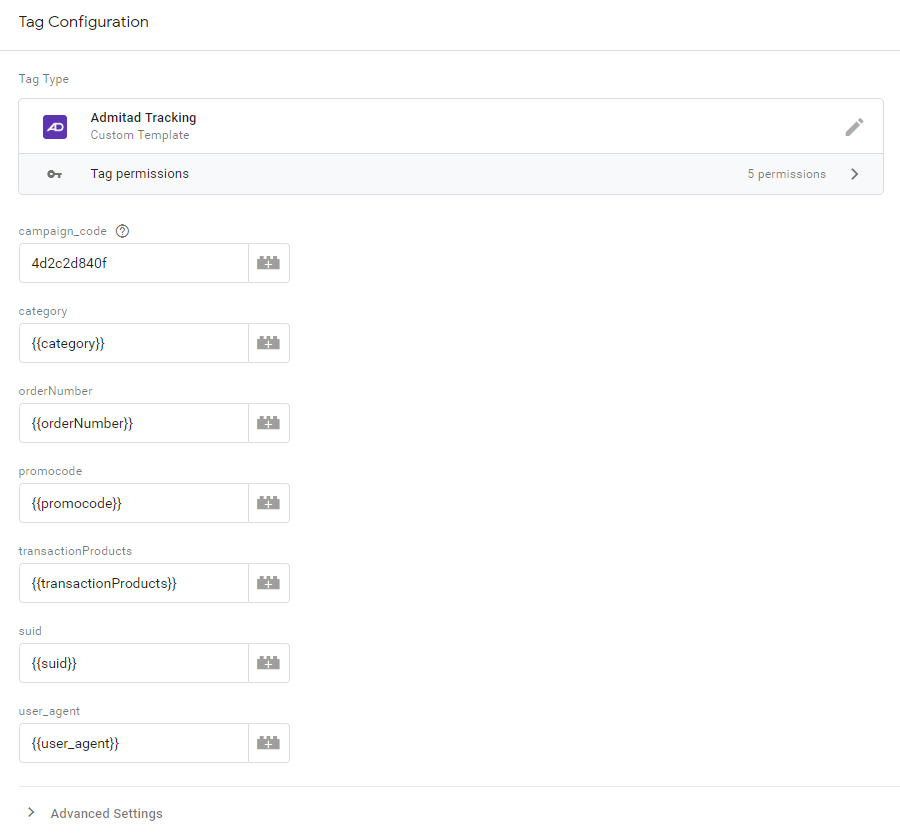 Tag Configuration
Tag Type
AD
Admitad Tracking
Custom Template
Tag permissions 5 permissions
campaign_code
4d2c2d840f
category
{{category}}
orderNumber
{{orderNumber}}
promocode
{{promocode}}
transactionProducts
{{transactionProducts}}
suid
{{suid}}
user_agent
{{user_agent}}
Advanced Settings